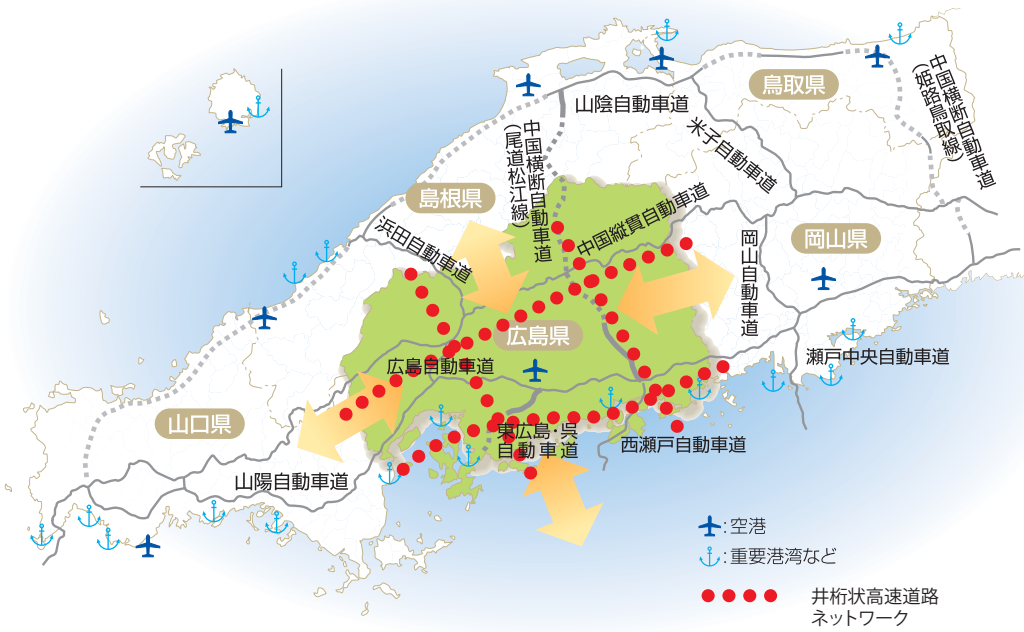 鳥取県
中国横断自動車道
(姫路鳥取線)
山陰自動車道
米子自動車道
中国横断自動車道
(尾道松江線)
島根県
中国縦貫自動車道
浜田自動車道
岡山自動車道
岡山県
広島県
広島自動車道
瀬戸中央自動車道
山口県
東広島・呉
自動車道
西瀬戸自動車道
山陽自動車道
:空港
:重要港湾など
井桁状高速道路
ネットワーク